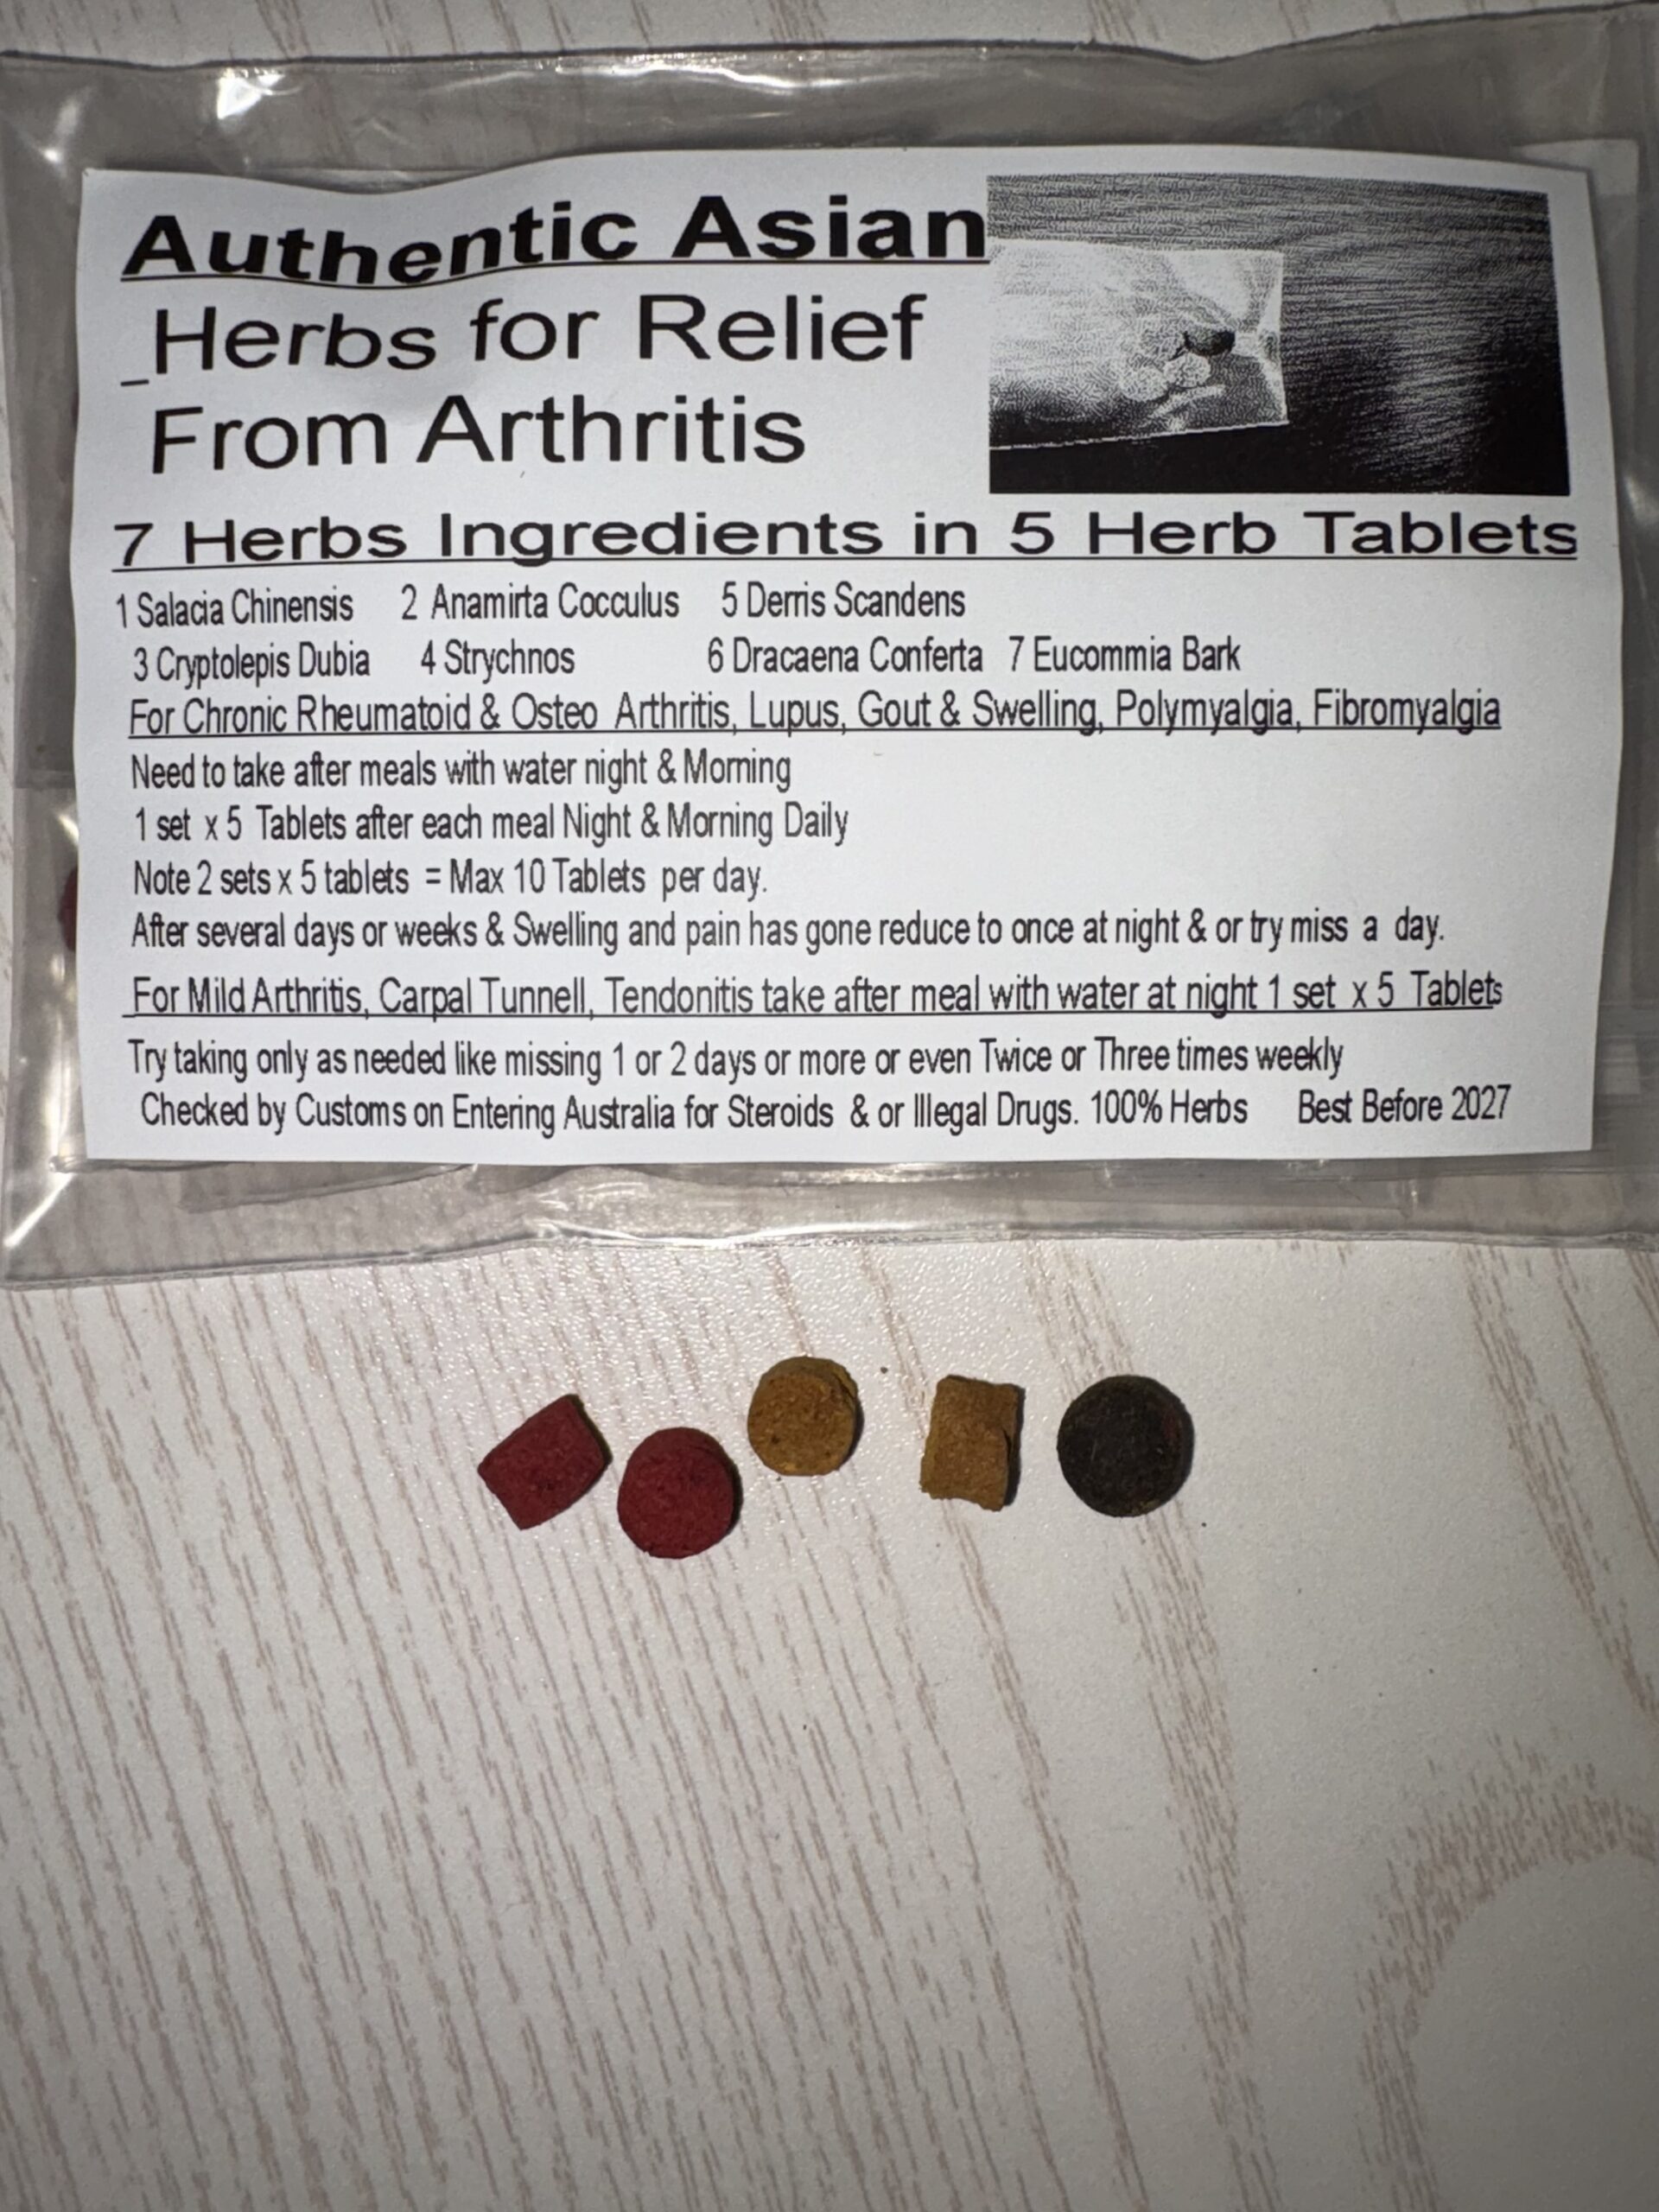 Authentic Asian
_Herbs for Relief
From Arthritis
7 Herbs Ingredients in 5 Herb Tablets
1 Salacia Chinensis 2 Anamirta Cocculus 5 Derris Scandens
3 Cryptolepis Dubia 4 Strychnos 6 Dracaena Conferta 7 Eucommia Bark
For Chronic Rheumatoid & Osteo Arthritis, Lupus, Gout & Swelling, Polymyalgia, Fibromyalgia
Need to take after meals with water night & Morning
1 set x 5 Tablets after each meal Night & Morning Daily
Note 2 sets x 5 tablets = Max 10 Tablets per day.
After several days or weeks & Swelling and pain has gone reduce to once at night & or try miss a day.
For Mild Arthritis, Carpal Tunnell, Tendonitis take after meal with water at night 1 set x 5 Tablets
Try taking only as needed like missing 1 or 2 days or more or even Twice or Three times weekly
Checked by Customs on Entering Australia for Steroids & or Illegal Drugs. 100% Herbs Best Before 2027